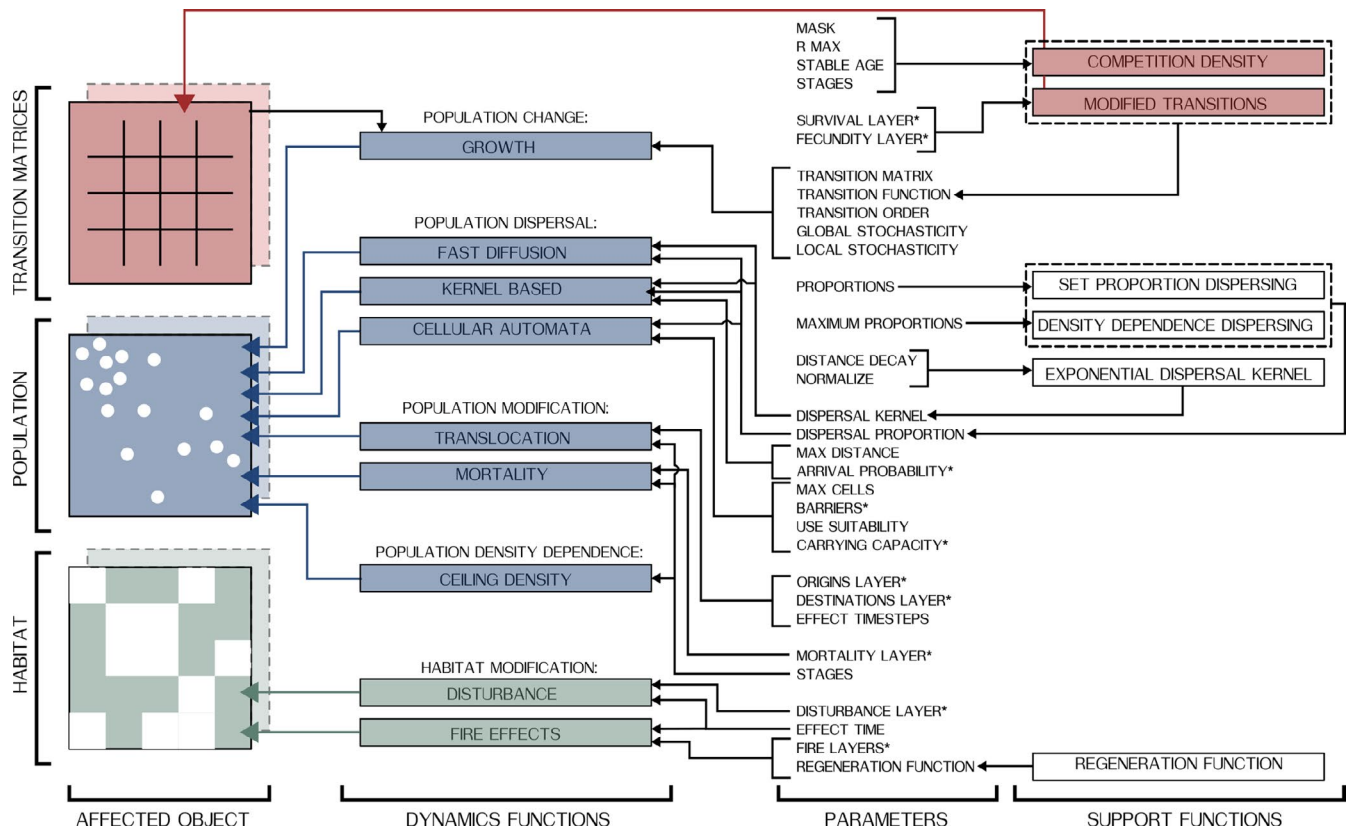 TRANSITION MATRICES
POPULATION
HABITAT
POPULATION CHANGE:
GROWTH
POPULATION DISPERSAL:
FAST DIFFUSION
KERNEL BASED
CELLULAR AUTOMATA
POPULATION MODIFICATION:
TRANSLOCATION
MORTALITY
POPULATION DENSITY DEPENDENCE:
CEILING DENSITY
HABITAT MODIFICATION:
DISTURBANCE
FIRE EFFECTS
MASK
R MAX
STABLE AGE
STAGES
SURVIVAL LAYER*
FECUNDITY LAYER*
TRANSITION MATRIX
TRANSITION FUNCTION
TRANSITION ORDER
GLOBAL STOCHASTICITY
LOCAL STOCHASTICITY
PROPORTIONS
MAXIMUM PROPORTIONS
DISTANCE DECAY
NORMALIZE
DISPERSAL KERNEL
DISPERSAL PROPORTION
MAX DISTANCE
ARRIVAL PROBABILITY*
MAX CELLS
BARRIERS*
USE SUITABILITY
CARRYING CAPACITY*
ORIGINS LAYER*
DESTINATIONS LAYER*
EFFECT TIMESTEPS
MORTALITY LAYER*
STAGES
DISTURBANCE LAYER*
EFFECT TIME
FIRE LAYERS*
REGENERATION FUNCTION
COMPETITION DENSITY
MODIFIED TRANSITIONS
SET PROPORTION DISPERSING
DENSITY DEPENDENCE DISPERSING
EXPONENTIAL DISPERSAL KERNEL
REGENERATION FUNCTION
AFFECTED OBJECT
DYNAMICS FUNCTIONS
PARAMETERS
SUPPORT FUNCTIONS